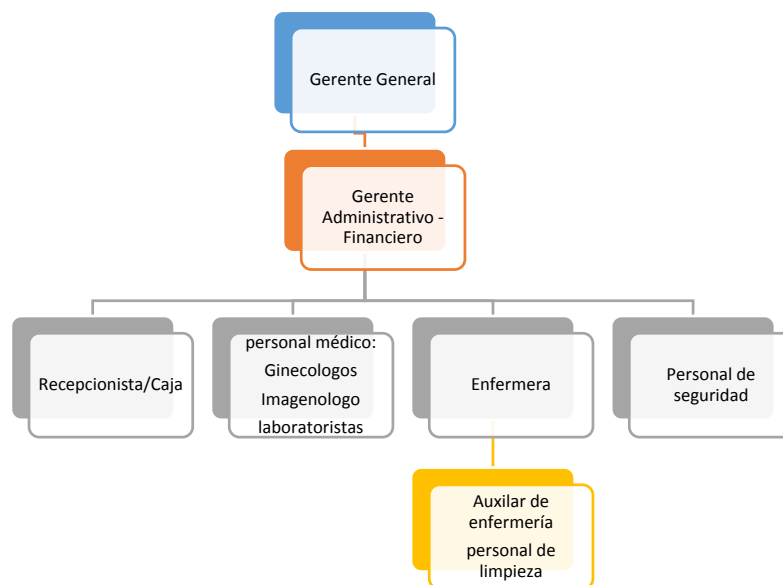 Gerente General
Gerente
Administrativo -
Financiero
Recepcionista/Caja
personal médico:
Ginecologos
Imagenologo
laboratoristas
Enfermera
Personal de
seguridad
Auxilar de
enfermería
personal de
limpieza